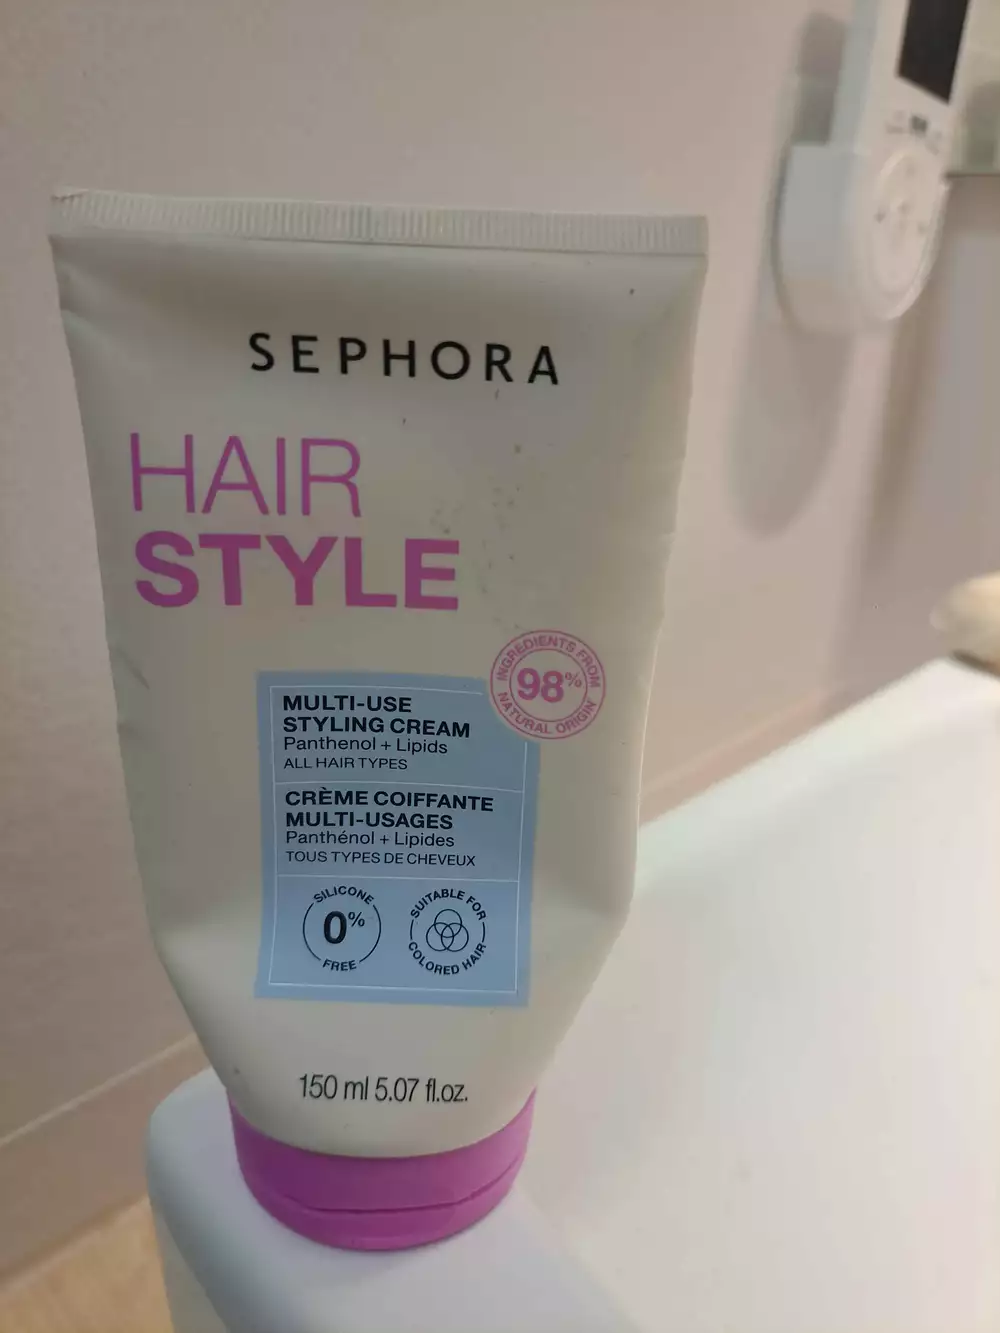 SEPHORA
HAIR
STYLE
INGREDIENTS FROM
98%
NATURAL ORIGIN
MULTI-USE
STYLING CREAM
Panthenol + Lipids
ALL HAIR TYPES
CRÈME COIFFANTE
MULTI-USAGES
Panthénol + Lipides
TOUS TYPES DE CHEVEUX
SILICONE
0%
FREE
SUITABLE FOR
COLORED HAIR
150 ml 5.07 fl.oz.